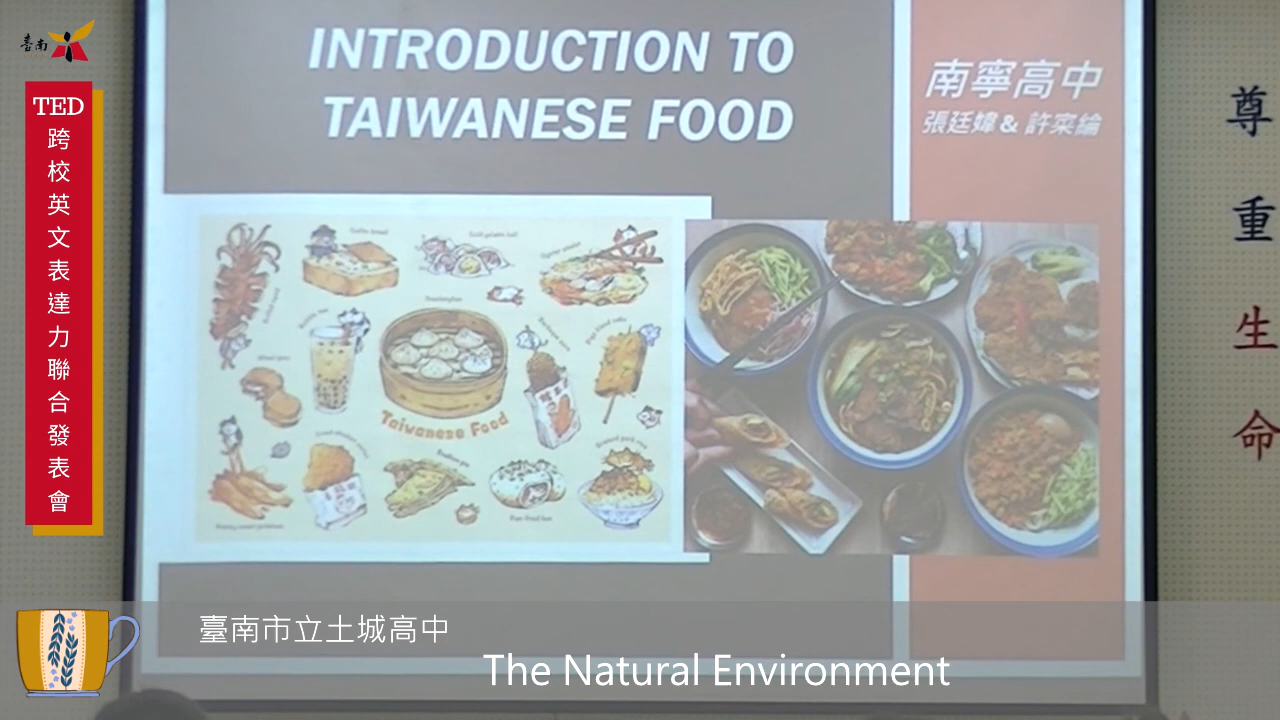 臺南
TED
跨校英文表達力聯合發表會
INTRODUCTION TO
TAIWANESE FOOD
南寧高中
張廷媁 & 許寀綸
Taiwanese Food
尊重生命
臺南市立土城高中
The Natural Environment